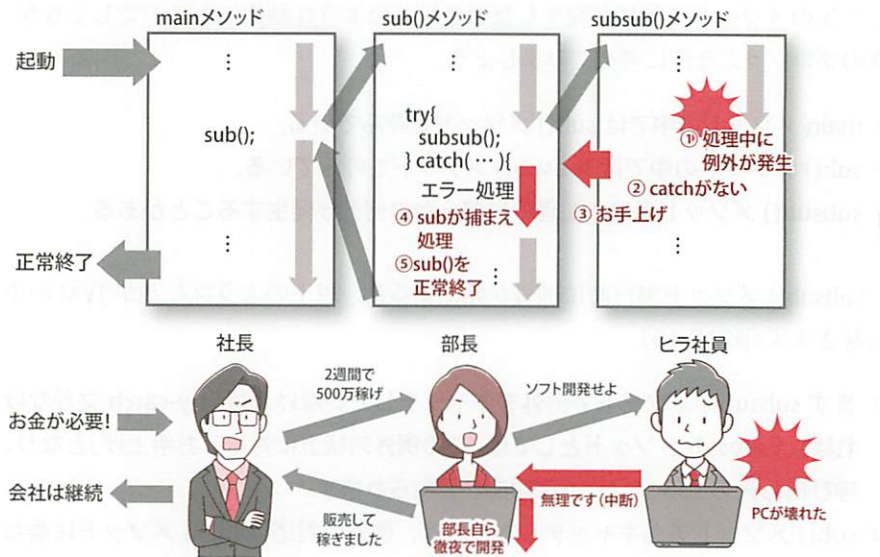 mainメソッド
sub()メソッド
subsub()メソッド
起動
⋮
sub();
⋮
正常終了
⋮
try{
subsub();
} catch( … ){
エラー処理
④subが捕まえ
処理
⑤sub()を
正常終了
⋮
⋮
①処理中に
例外が発生
②catchがない
③お手上げ
⋮
社長
部長
ヒラ社員
お金が必要!
2週間で
500万稼げ
ソフト開発せよ
会社は継続
販売して
稼ぎました
部長自ら
徹夜で開発
無理です(中断)
PCが壊れた